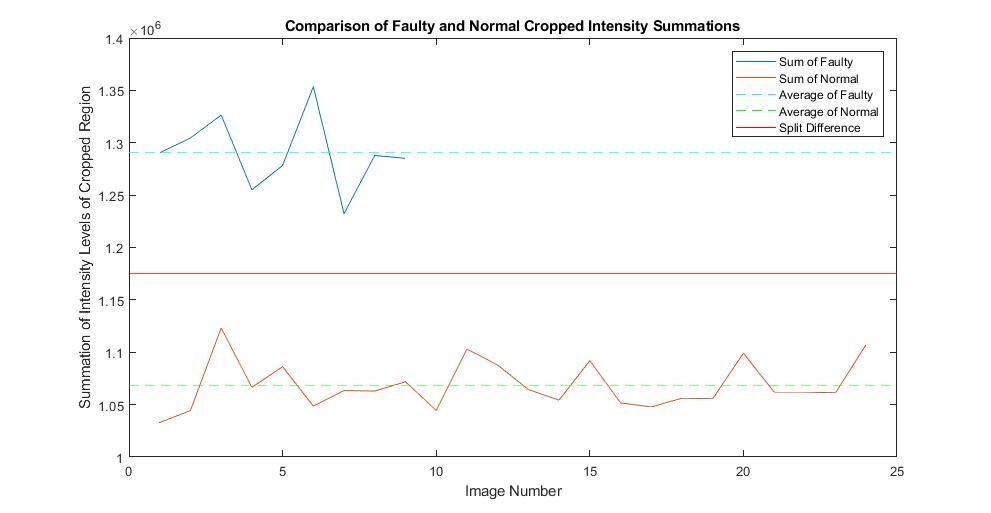 Comparison of Faulty and Normal Cropped Intensity Summations
× 10^6
1.4
1.35
1.3
1.25
1.2
1.15
1.1
1.05
1
0 5 10 15 20 25
Summation of Intensity Levels of Cropped Region
Image Number
Sum of Faulty
Sum of Normal
Average of Faulty
Average of Normal
Split Difference